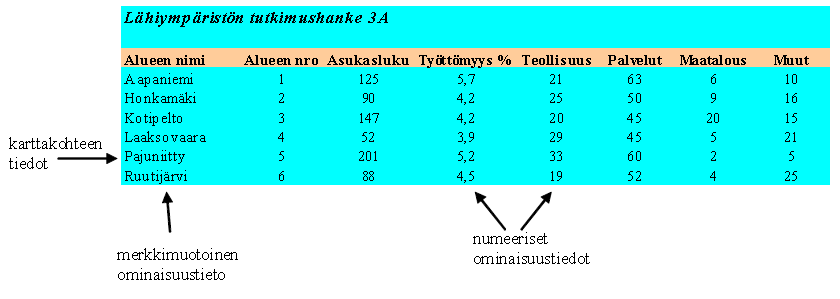 Lähiympäristön tutkimushanke 3A
Alueen nimi Alueen nro Asukasluku Työttömyys % Teollisuus Palvelut Maatalous Muut
Aapaniemi 1 125 5,7 21 63 6 10
Honkamäki 2 90 4,2 25 50 9 16
Kotipelto 3 147 4,2 20 45 20 15
Laaksovaara 4 52 3,9 29 45 5 21
Pajuniitty 5 201 5,2 33 60 2 5
Ruutijärvi 6 88 4,5 19 52 4 25
karttakohteen
tiedot
merkkimuotoinen
ominaisuustieto
numeeriset
ominaisuustiedot